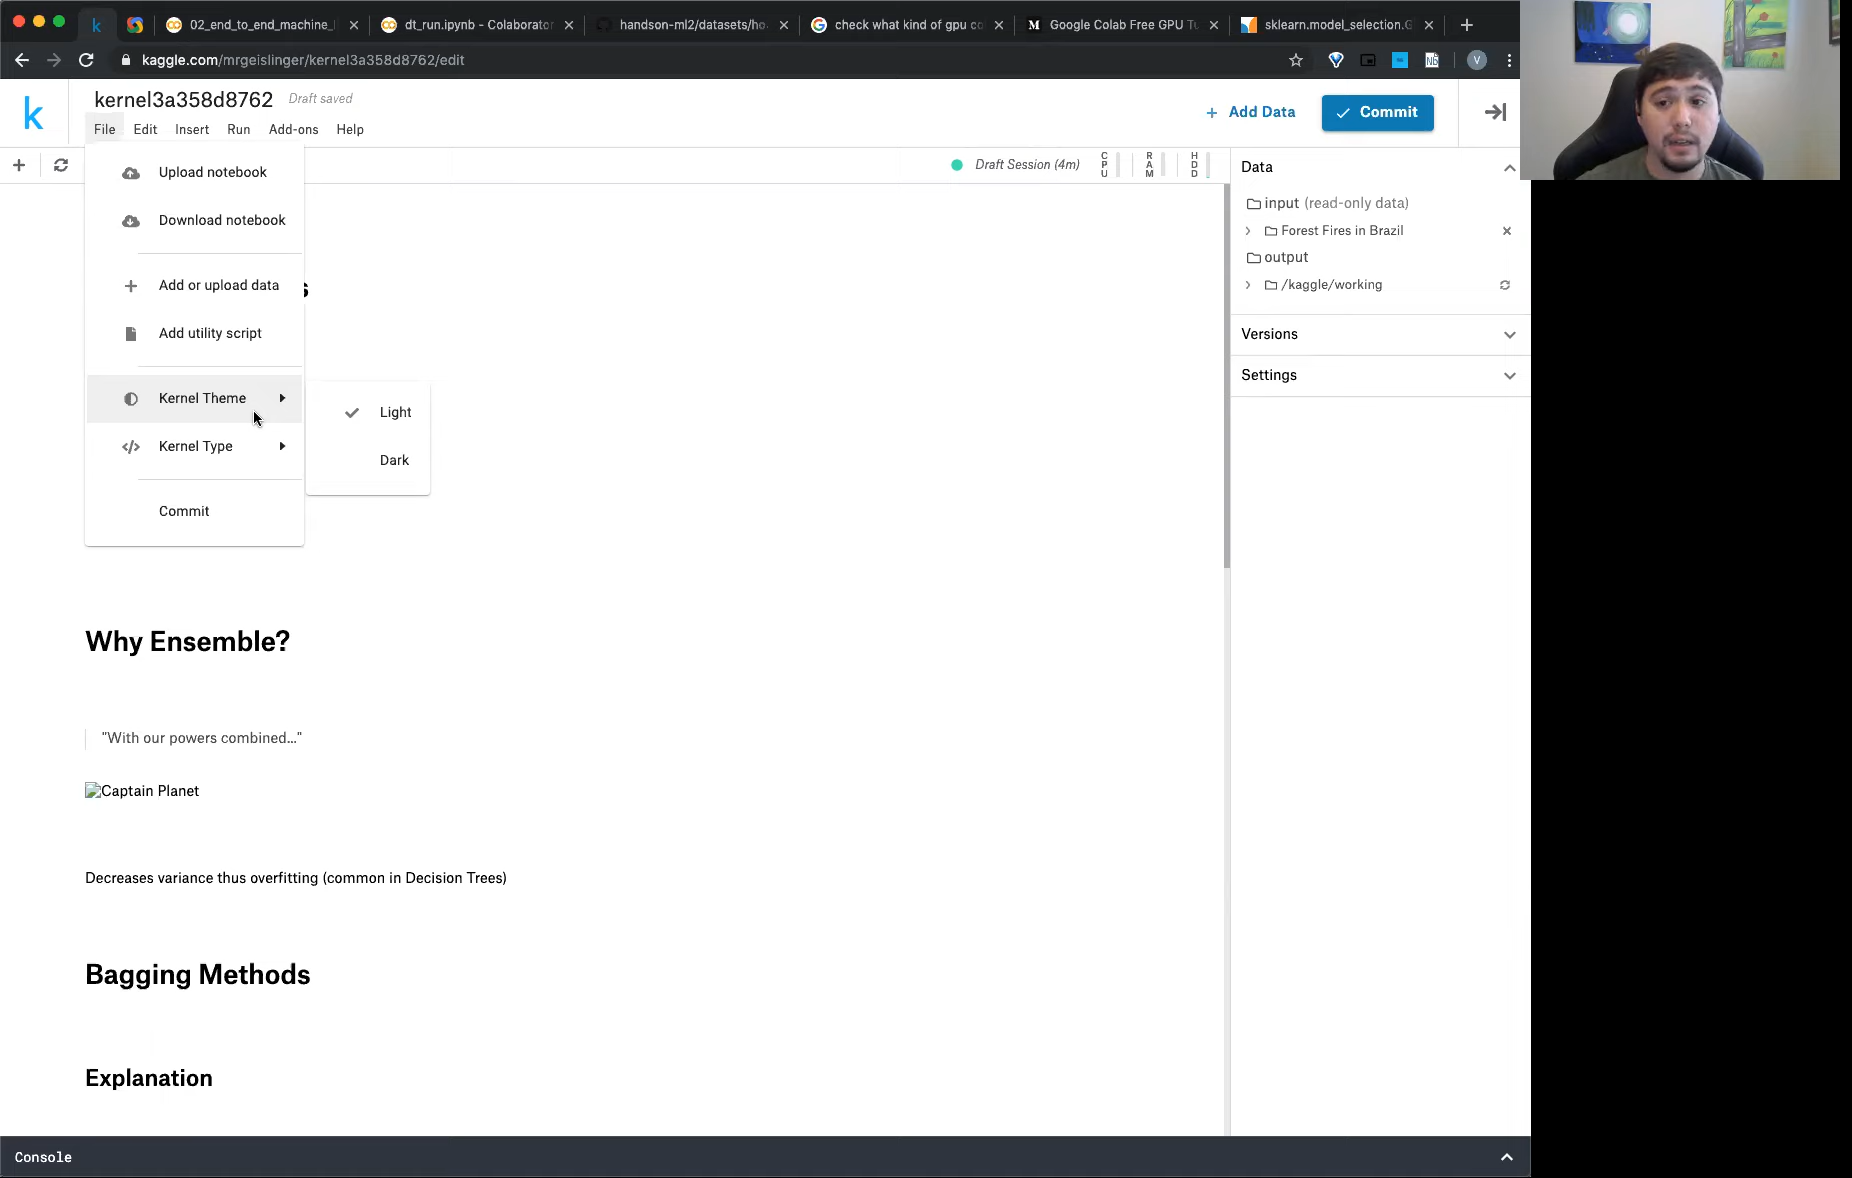 02_end_to_end_machine_
dt_run.ipynb - Colaborator
handson-ml2/datasets/ho
check what kind of gpu co
Google Colab Free GPU Tu
sklearn.model_selection.G
kaggle.com/mrgeislinger/kernel3a358d8762/edit
V
kernel3a358d8762
Draft saved
+ Add Data
Commit
File
Edit
Insert
Run
Add-ons
Help
Draft Session (4m)
CPU
RAM
HDD
Upload notebook
Download notebook
Add or upload data
s
Add utility script
Kernel Theme
Light
Dark
Kernel Type
Commit
Data
input (read-only data)
Forest Fires in Brazil
output
/kaggle/working
Versions
Settings
Why Ensemble?
"With our powers combined..."
Captain Planet
Decreases variance thus overfitting (common in Decision Trees)
Bagging Methods
Explanation
Console